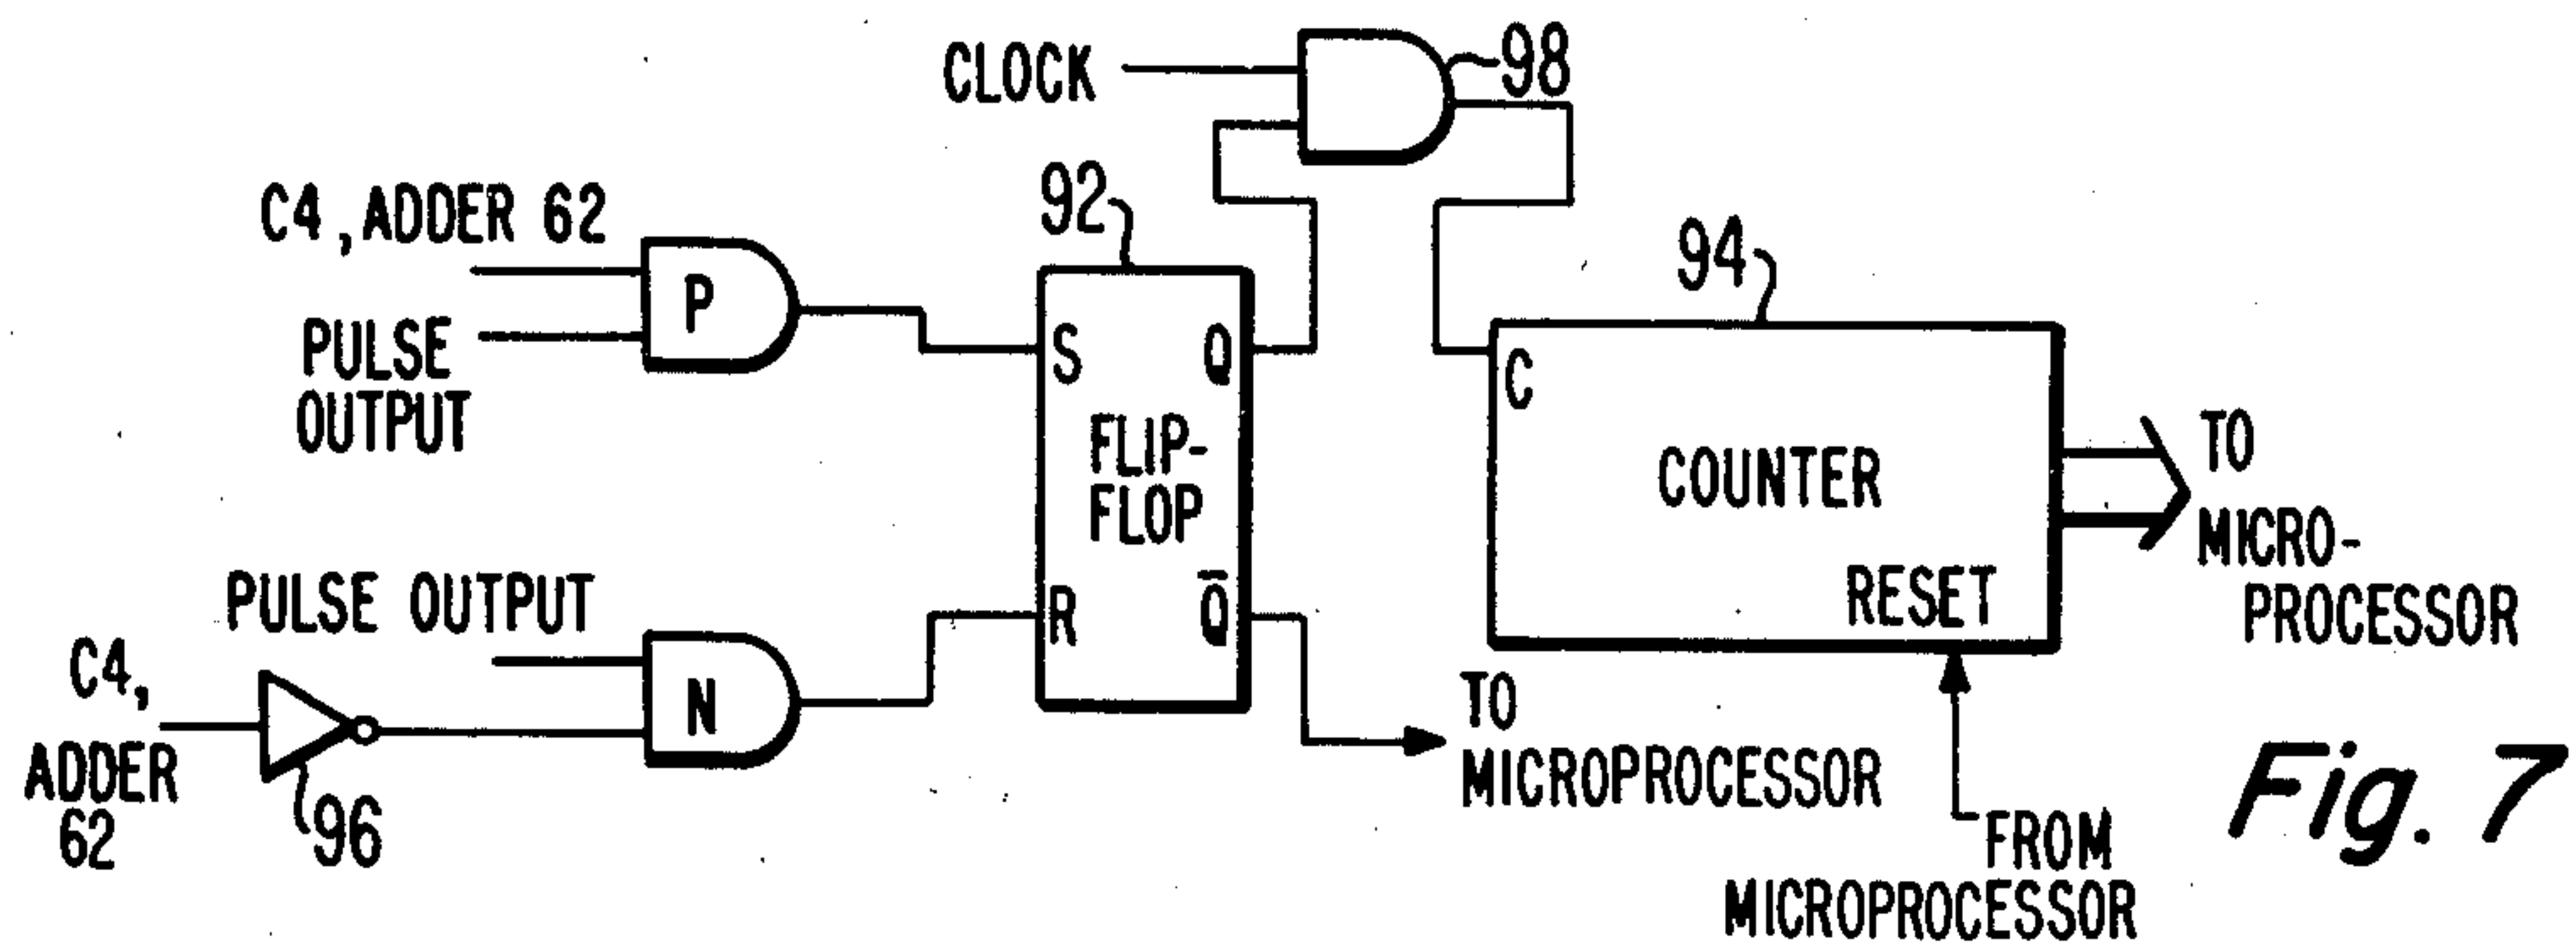 CLOCK
98
C4, ADDER 62
92
P
PULSE
OUTPUT
94
S
Q
C
TO
MICRO-
PROCESSOR
FLIP-
FLOP
COUNTER
PULSE OUTPUT
R
Q̅
RESET
C4,
ADDER
62
96
N
TO
MICROPROCESSOR
FROM
MICROPROCESSOR
Fig. 7